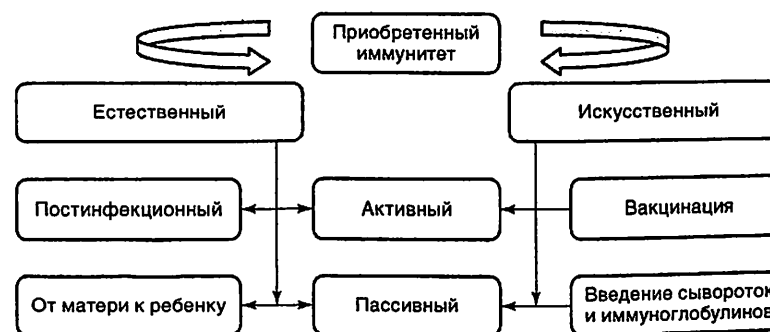 Приобретенный
иммунитет
Естественный
Искусственный
Постинфекционный
Активный
Вакцинация
От матери к ребенку
Пассивный
Введение сывороток
и иммуноглобулинов